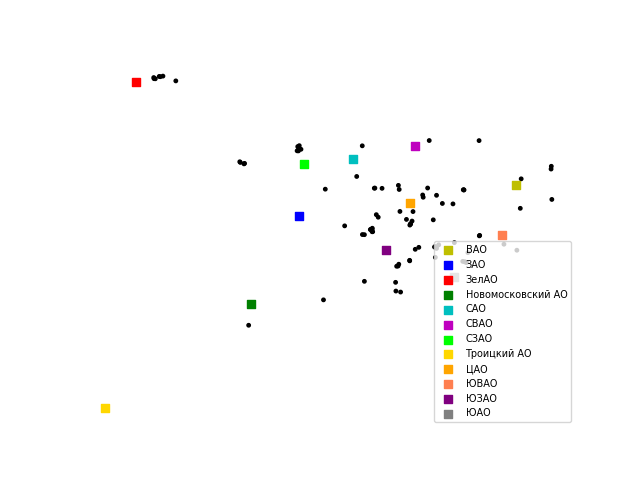 ВАО
ЗАО
ЗелАО
Новомосковский АО
САО
СВАО
СЗАО
Троицкий АО
ЦАО
ЮВАО
ЮЗАО
ЮАО